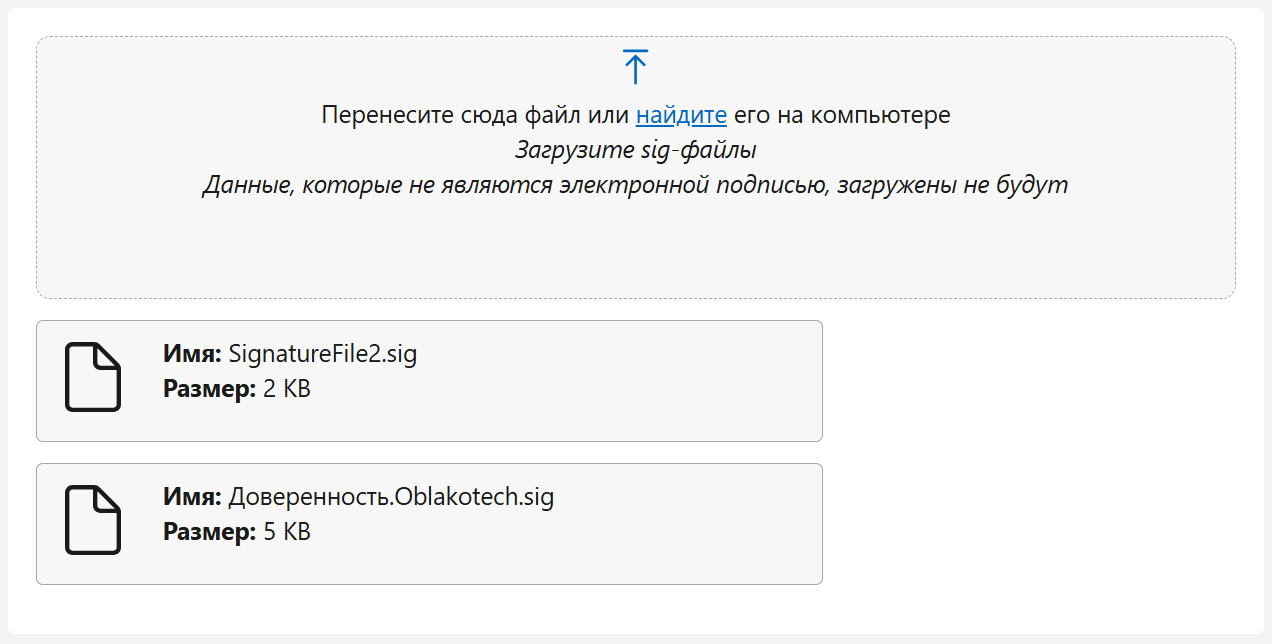 Перенесите сюда файл или найдите его на компьютере
Загрузите sig-файлы
Данные, которые не являются электронной подписью, загружены не будут
Имя: SignatureFile2.sig
Размер: 2 KB
Имя: Доверенность.Oblakotech.sig
Размер: 5 KB